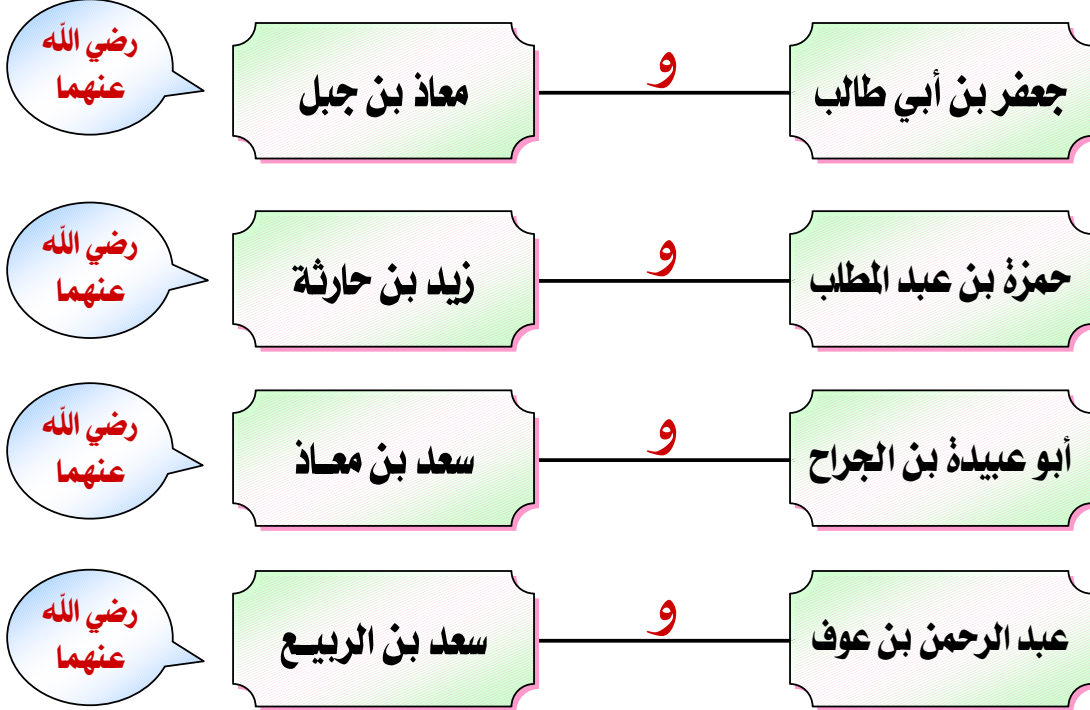 جعفر بن أبي طالب و معاذ بن جبل رضي الله عنهما
حمزة بن عبد المطلب و زيد بن حارثة رضي الله عنهما
أبو عبيدة بن الجراح و سعد بن معـاذ رضي الله عنهما
عبد الرحمن بن عوف و سعد بن الربيـع رضي الله عنهما